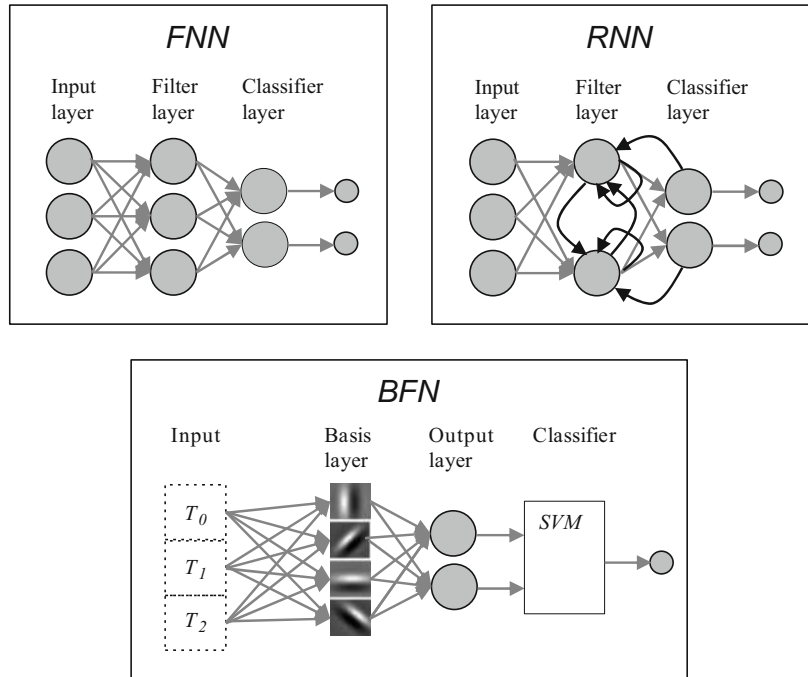 FNN
Input layer
Filter layer
Classifier layer
RNN
Input layer
Filter layer
Classifier layer
BFN
Input
Basis layer
Output layer
Classifier
T0
T1
T2
SVM